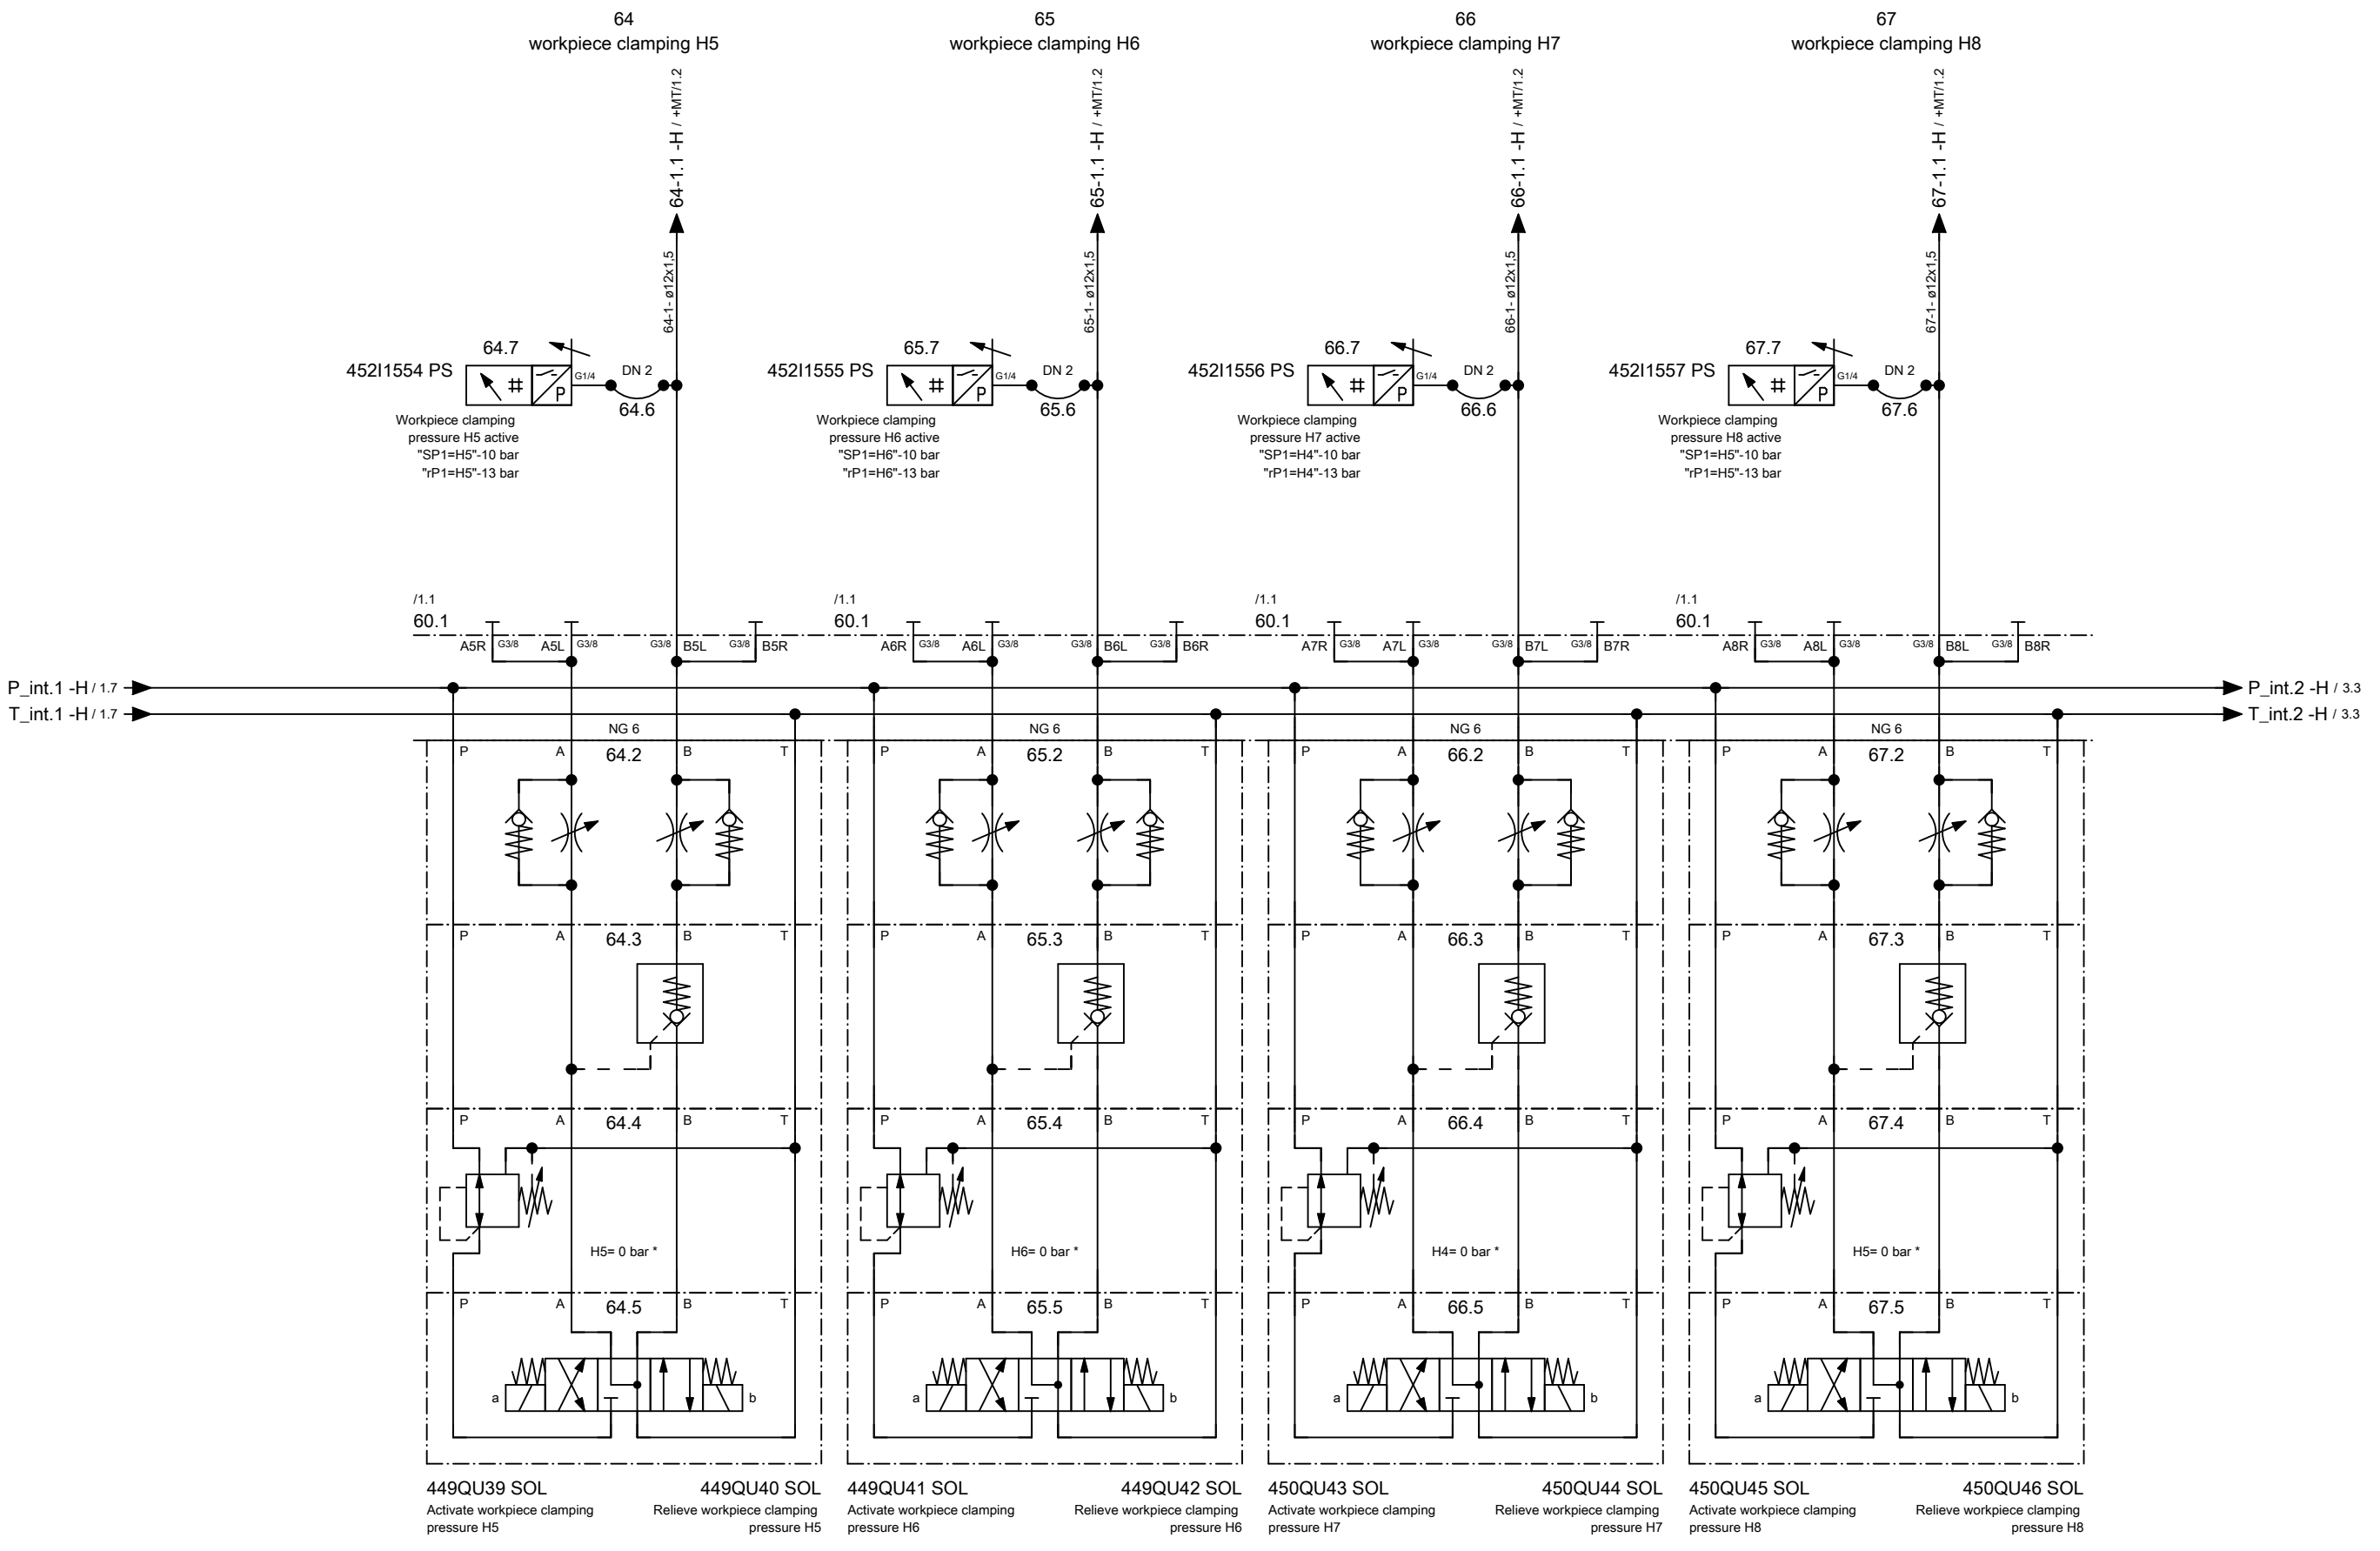 64
workpiece clamping H5
65
workpiece clamping H6
66
workpiece clamping H7
67
workpiece clamping H8
64-1.1 -H / +MT/1.2
65-1.1 -H / +MT/1.2
66-1.1 -H / +MT/1.2
67-1.1 -H / +MT/1.2
64-1- ø12x1,5
65-1- ø12x1,5
66-1- ø12x1,5
67-1- ø12x1,5
452I1554 PS
64.7
P
G1/4
DN 2
64.6
Workpiece clamping
pressure H5 active
"SP1=H5"-10 bar
"rP1=H5"-13 bar
452I1555 PS
65.7
P
G1/4
DN 2
65.6
Workpiece clamping
pressure H6 active
"SP1=H6"-10 bar
"rP1=H6"-13 bar
452I1556 PS
66.7
P
G1/4
DN 2
66.6
Workpiece clamping
pressure H7 active
"SP1=H4"-10 bar
"rP1=H4"-13 bar
452I1557 PS
67.7
P
G1/4
DN 2
67.6
Workpiece clamping
pressure H8 active
"SP1=H5"-10 bar
"rP1=H5"-13 bar
/1.1
60.1
A5R G3/8 A5L G3/8 G3/8 B5L G3/8 B5R
/1.1
60.1
A6R G3/8 A6L G3/8 G3/8 B6L G3/8 B6R
/1.1
60.1
A7R G3/8 A7L G3/8 G3/8 B7L G3/8 B7R
/1.1
60.1
A8R G3/8 A8L G3/8 G3/8 B8L G3/8 B8R
P_int.1 -H / 1.7
T_int.1 -H / 1.7
P_int.2 -H / 3.3
T_int.2 -H / 3.3
NG 6
P A 64.2 B T
NG 6
P A 65.2 B T
NG 6
P A 66.2 B T
NG 6
P A 67.2 B T
P A 64.3 B T
P A 65.3 B T
P A 66.3 B T
P A 67.3 B T
P A 64.4 B T
P A 65.4 B T
P A 66.4 B T
P A 67.4 B T
H5= 0 bar *
H6= 0 bar *
H4= 0 bar *
H5= 0 bar *
P A 64.5 B T
P A 65.5 B T
P A 66.5 B T
P A 67.5 B T
a b
a b
a b
a b
449QU39 SOL
Activate workpiece clamping
pressure H5
449QU40 SOL
Relieve workpiece clamping
pressure H5
449QU41 SOL
Activate workpiece clamping
pressure H6
449QU42 SOL
Relieve workpiece clamping
pressure H6
450QU43 SOL
Activate workpiece clamping
pressure H7
450QU44 SOL
Relieve workpiece clamping
pressure H7
450QU45 SOL
Activate workpiece clamping
pressure H8
450QU46 SOL
Relieve workpiece clamping
pressure H8